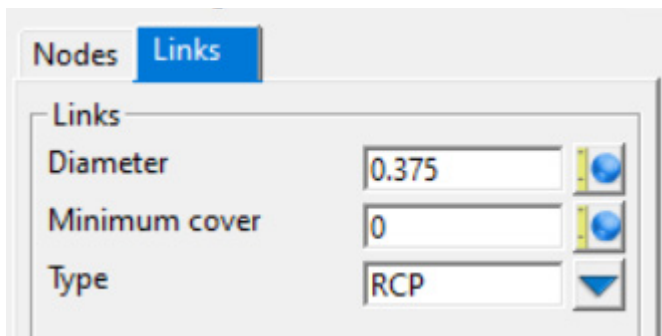 Nodes Links
Links
Diameter 0.375
Minimum cover 0
Type RCP